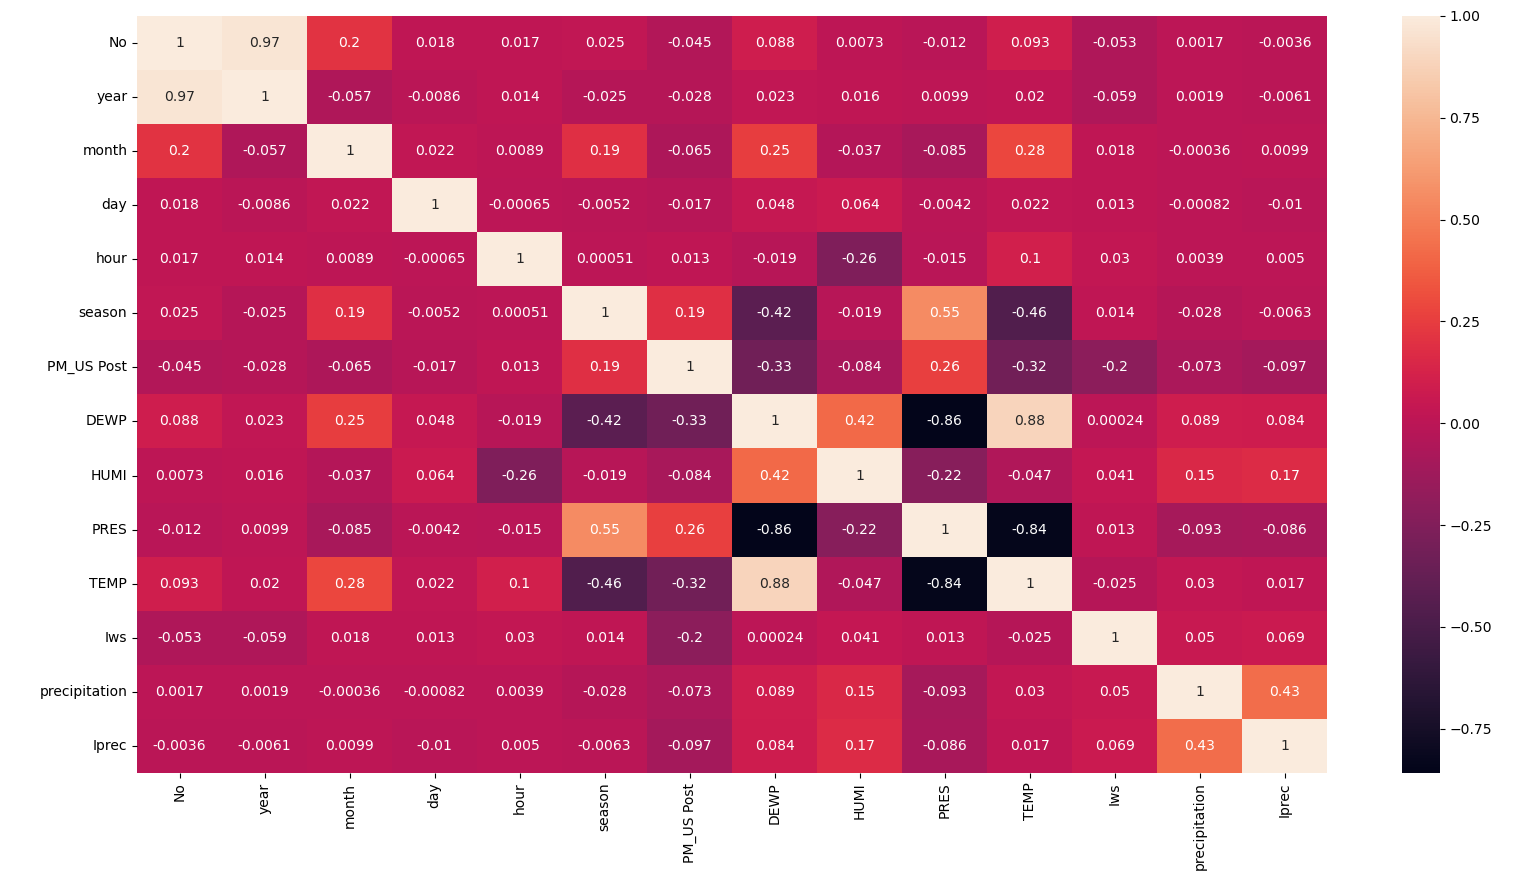 No 1 0.97 0.2 0.018 0.017 0.025 -0.045 0.088 0.0073 -0.012 0.093 -0.053 0.0017 -0.0036
year 0.97 1 -0.057 -0.0086 0.014 -0.025 -0.028 0.023 0.016 0.0099 0.02 -0.059 0.0019 -0.0061
month 0.2 -0.057 1 0.022 0.0089 0.19 -0.065 0.25 -0.037 -0.085 0.28 0.018 -0.00036 0.0099
day 0.018 -0.0086 0.022 1 -0.00065 -0.0052 -0.017 0.048 0.064 -0.0042 0.022 0.013 -0.00082 -0.01
hour 0.017 0.014 0.0089 -0.00065 1 0.00051 0.013 -0.019 -0.26 -0.015 0.1 0.03 0.0039 0.005
season 0.025 -0.025 0.19 -0.0052 0.00051 1 0.19 -0.42 -0.019 0.55 -0.46 0.014 -0.028 -0.0063
PM_US Post -0.045 -0.028 -0.065 -0.017 0.013 0.19 1 -0.33 -0.084 0.26 -0.32 -0.2 -0.073 -0.097
DEWP 0.088 0.023 0.25 0.048 -0.019 -0.42 -0.33 1 0.42 -0.86 0.88 0.00024 0.089 0.084
HUMI 0.0073 0.016 -0.037 0.064 -0.26 -0.019 -0.084 0.42 1 -0.22 -0.047 0.041 0.15 0.17
PRES -0.012 0.0099 -0.085 -0.0042 -0.015 0.55 0.26 -0.86 -0.22 1 -0.84 0.013 -0.093 -0.086
TEMP 0.093 0.02 0.28 0.022 0.1 -0.46 -0.32 0.88 -0.047 -0.84 1 -0.025 0.03 0.017
Iws -0.053 -0.059 0.018 0.013 0.03 0.014 -0.2 0.00024 0.041 0.013 -0.025 1 0.05 0.069
precipitation 0.0017 0.0019 -0.00036 -0.00082 0.0039 -0.028 -0.073 0.089 0.15 -0.093 0.03 0.05 1 0.43
Iprec -0.0036 -0.0061 0.0099 -0.01 0.005 -0.0063 -0.097 0.084 0.17 -0.086 0.017 0.069 0.43 1
No year month day hour season PM_US Post DEWP HUMI PRES TEMP Iws precipitation Iprec
1.00
0.75
0.50
0.25
0.00
−0.25
−0.50
−0.75